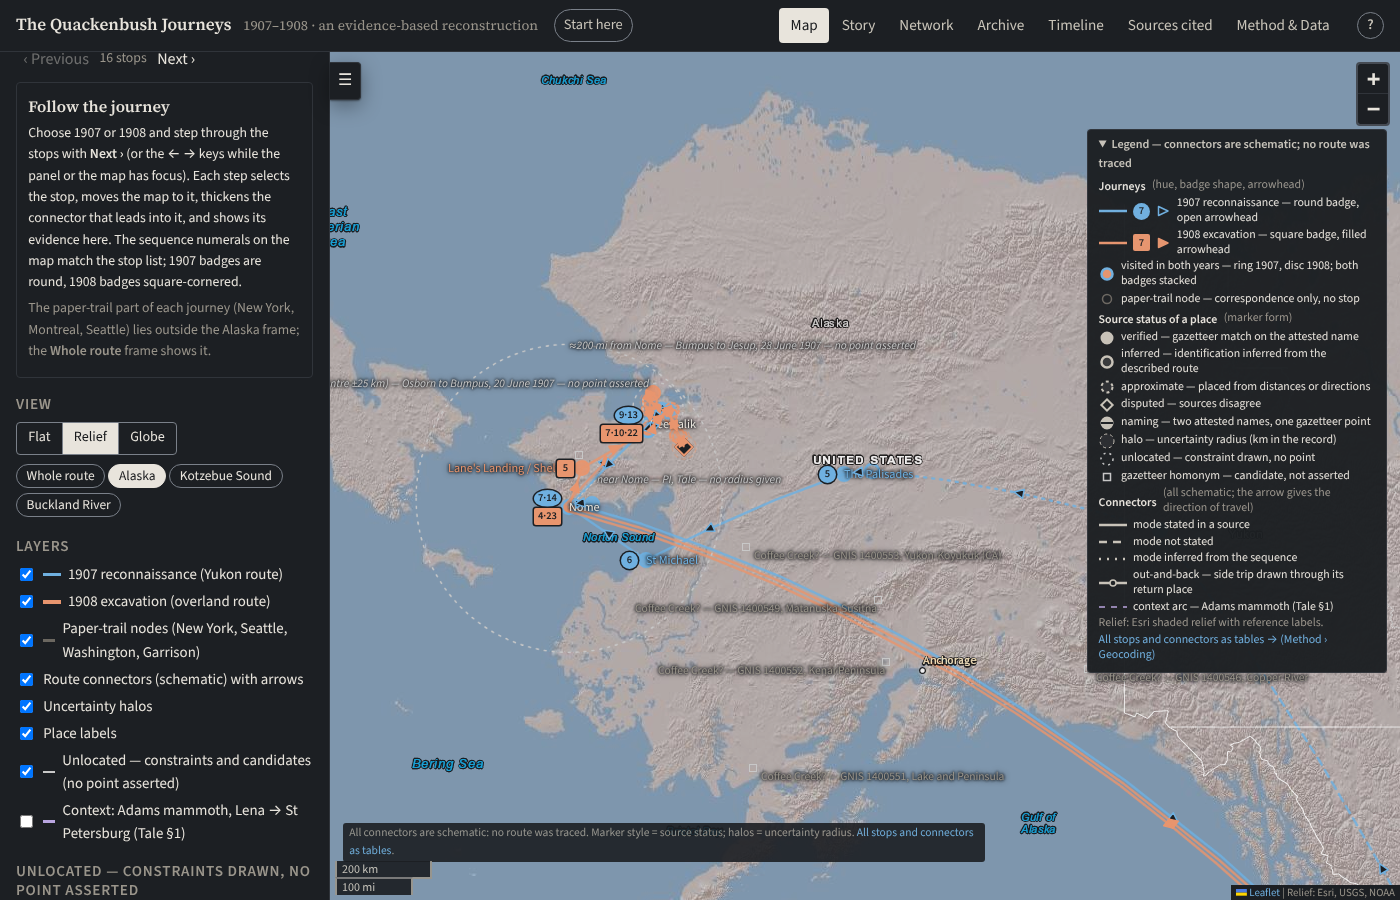 The Quackenbush Journeys 1907–1908 · an evidence-based reconstruction Start here Map Story Network Archive Timeline Sources cited Method & Data ?
‹ Previous 16 stops Next ›
Follow the journey
Choose 1907 or 1908 and step through the
stops with Next › (or the ← → keys while the
panel or the map has focus). Each step selects
the stop, moves the map to it, thickens the
connector that leads into it, and shows its
evidence here. The sequence numerals on the
map match the stop list; 1907 badges are
round, 1908 badges square-cornered.
The paper-trail part of each journey (New York,
Montreal, Seattle) lies outside the Alaska frame;
the Whole route frame shows it.
VIEW
Flat Relief Globe
Whole route Alaska Kotzebue Sound
Buckland River
LAYERS
1907 reconnaissance (Yukon route)
1908 excavation (overland route)
Paper-trail nodes (New York, Seattle,
Washington, Garrison)
Route connectors (schematic) with arrows
Uncertainty halos
Place labels
Unlocated — constraints and candidates
(no point asserted)
Context: Adams mammoth, Lena → St
Petersburg (Tale §1)
UNLOCATED — CONSTRAINTS DRAWN, NO
POINT ASSERTED
☰
Chukchi Sea
Alaska
≈200 mi from Nome — Bumpus to Jesup, 28 June 1907 — no point asserted
±25 km) — Osborn to Bumpus, 20 June 1907 — no point asserted
9·13
7·10·22
Lane's Landing / She
5
near Nome — PI, Tale — no radius given
UNITED STATES
5 The Palisades
7·14
4·23
Nome
Norton Sound
6 St Michael
Coffee Creek? — GNIS 1400553, Yukon-Koyukuk (CA)
Coffee Creek? — GNIS 1400549, Matanuska-Susitna
Coffee Creek? — GNIS 1400552, Kenai Peninsula
Anchorage
Coffee Creek? — GNIS 1400546, Copper River
Bering Sea
Coffee Creek? — GNIS 1400551, Lake and Peninsula
Gulf of
Alaska
All connectors are schematic: no route was traced. Marker style = source status; halos = uncertainty radius. All stops and connectors
as tables.
200 km
100 mi
+
−
▼ Legend — connectors are schematic; no route was
traced
Journeys (hue, badge shape, arrowhead)
7 1907 reconnaissance — round badge,
open arrowhead
7 1908 excavation — square badge, filled
arrowhead
visited in both years — ring 1907, disc 1908; both
badges stacked
paper-trail node — correspondence only, no stop
Source status of a place (marker form)
verified — gazetteer match on the attested name
inferred — identification inferred from the
described route
approximate — placed from distances or directions
disputed — sources disagree
naming — two attested names, one gazetteer point
halo — uncertainty radius (km in the record)
unlocated — constraint drawn, no point
gazetteer homonym — candidate, not asserted
Connectors (all schematic; the arrow gives the
direction of travel)
mode stated in a source
mode not stated
mode inferred from the sequence
out-and-back — side trip drawn through its
return place
context arc — Adams mammoth (Tale §1)
Relief: Esri shaded relief with reference labels.
All stops and connectors as tables → (Method ›
Geocoding)
Leaflet | Relief: Esri, USGS, NOAA